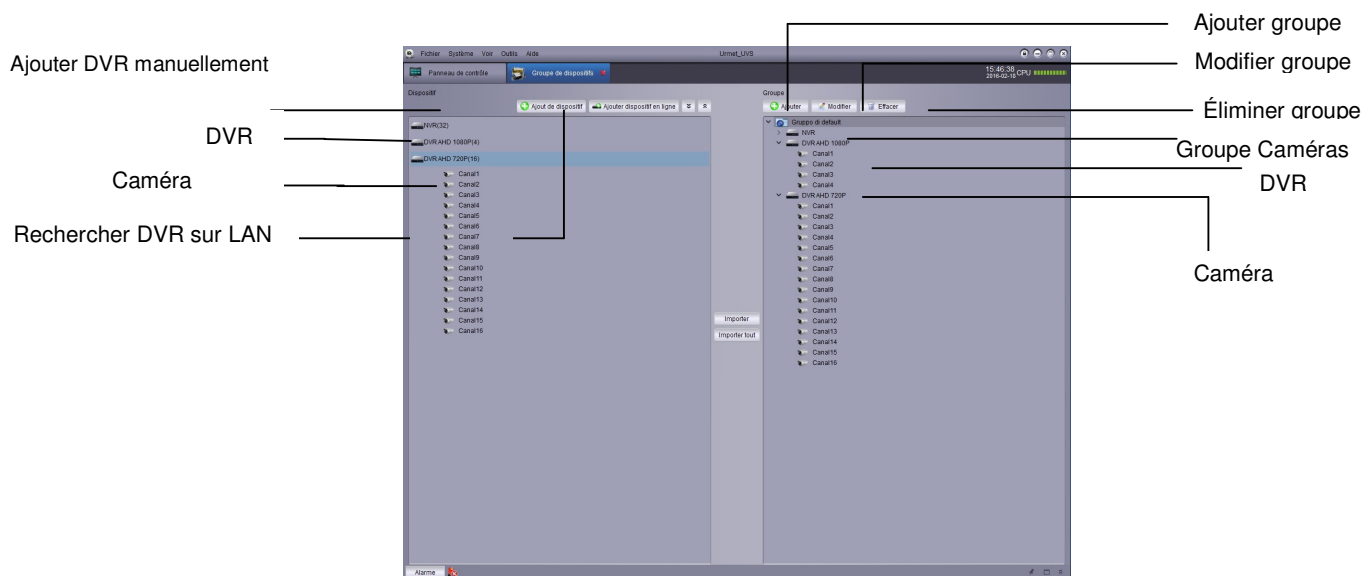 Ajouter groupe
Modifier groupe
Éliminer groupe
Groupe Caméras
DVR
Caméra
Ajouter DVR manuellement
DVR
Caméra
Rechercher DVR sur LAN
Fichier Système Voir Outils Aide
Urmet_UVS
Panneau de contrôle
Groupe de dispositifs
15:46:38
2016-02-18
CPU
Dispositif
Ajout de dispositif
Ajouter dispositif en ligne
NVR(32)
DVR AHD 1080P(4)
DVR AHD 720P(16)
Canal1
Canal2
Canal3
Canal4
Canal5
Canal6
Canal7
Canal8
Canal9
Canal10
Canal11
Canal12
Canal13
Canal14
Canal15
Canal16
Importer
Importer tout
Groupe
Ajouter
Modifier
Effacer
Gruppo di default
NVR
DVR AHD 1080P
Canal1
Canal2
Canal3
Canal4
DVR AHD 720P
Canal1
Canal2
Canal3
Canal4
Canal5
Canal6
Canal7
Canal8
Canal9
Canal10
Canal11
Canal12
Canal13
Canal14
Canal15
Canal16
Alarme